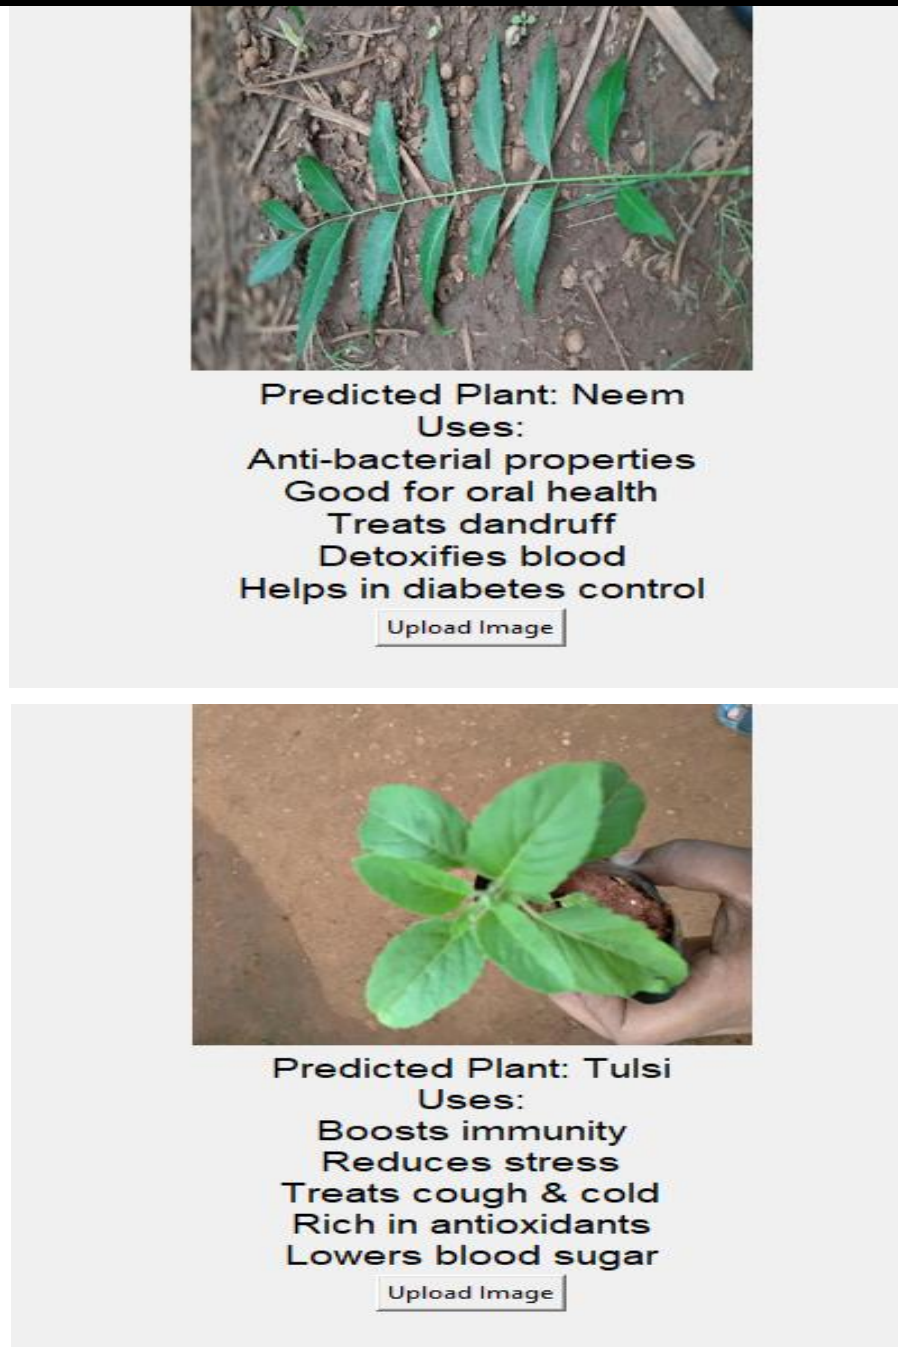 Predicted Plant: Neem
Uses:
Anti-bacterial properties
Good for oral health
Treats dandruff
Detoxifies blood
Helps in diabetes control
Upload Image
Predicted Plant: Tulsi
Uses:
Boosts immunity
Reduces stress
Treats cough & cold
Rich in antioxidants
Lowers blood sugar
Upload Image